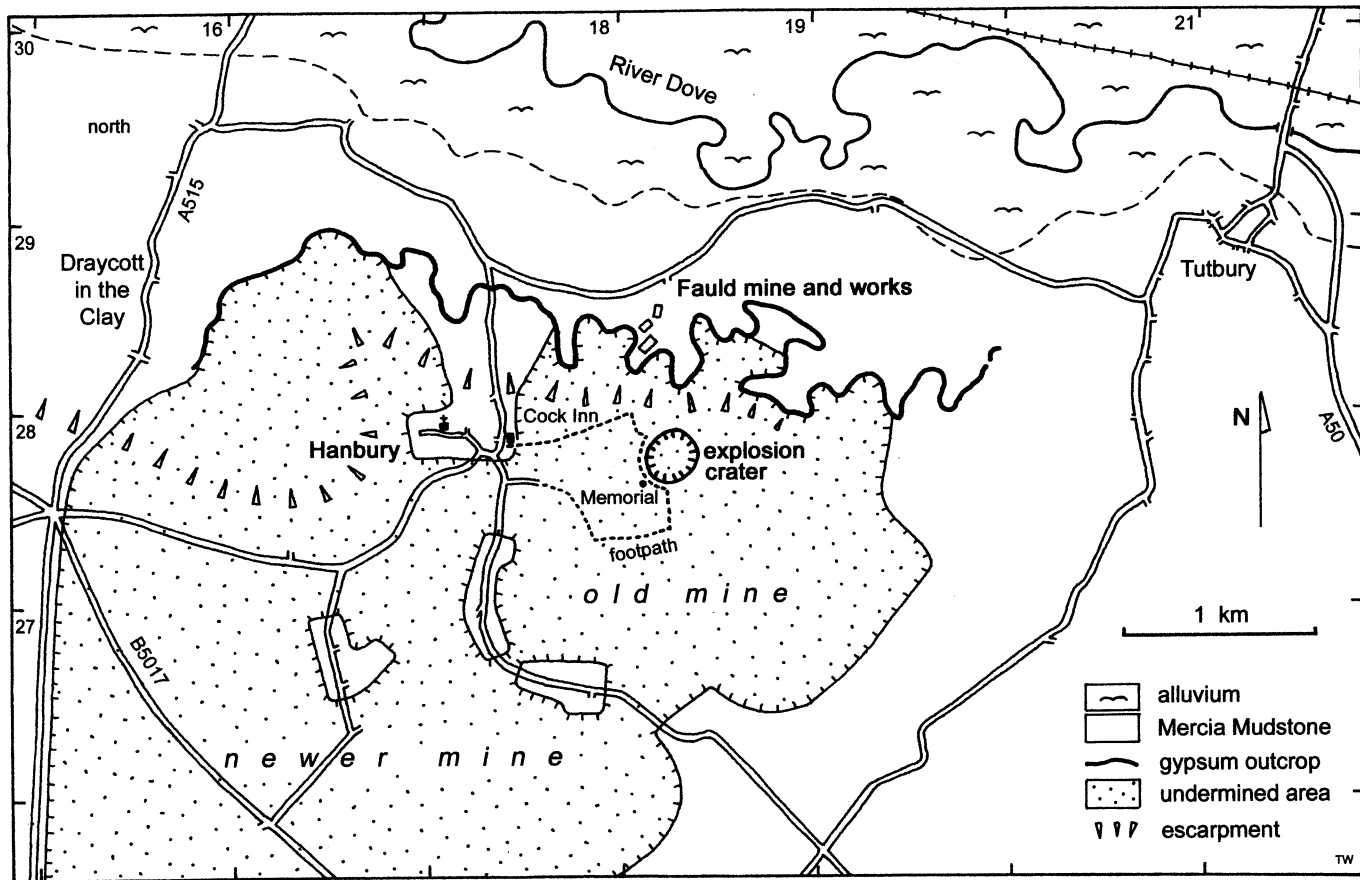 16
18
19
21
30
River Dove
north
A515
29
Draycott
in the
Clay
Fauld mine and works
Tutbury
Cock Inn
28
Hanbury
explosion
crater
N
A50
Memorial
footpath
old mine
27
1 km
B5017
alluvium
Mercia Mudstone
newer mine
gypsum outcrop
undermined area
escarpment
TW